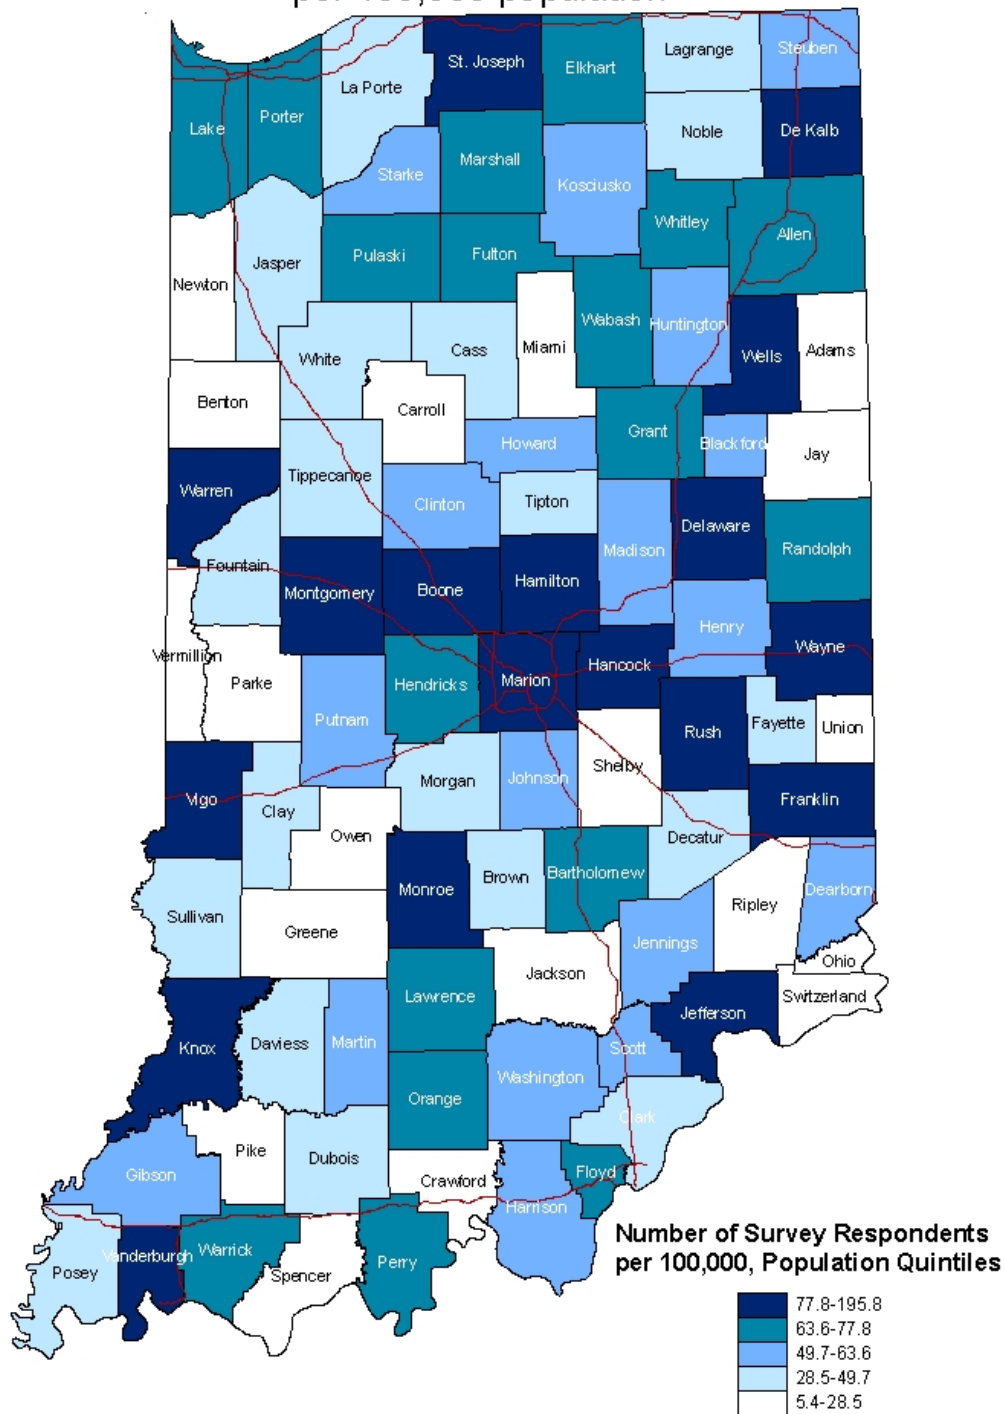 per 100,000 population
St. Joseph
Elkhart
Lagrange
Steuben
La Porte
Lake
Porter
Noble
De Kalb
Starke
Marshall
Kosciusko
Whitley
Allen
Newton
Jasper
Pulaski
Fulton
Wabash
Huntington
White
Cass
Miami
Wells
Adams
Benton
Carroll
Howard
Grant
Blackford
Jay
Warren
Tippecanoe
Clinton
Tipton
Madison
Delaware
Randolph
Fountain
Montgomery
Boone
Hamilton
Henry
Wayne
Vermillion
Parke
Putnam
Hendricks
Marion
Hancock
Rush
Fayette
Union
Vigo
Clay
Morgan
Johnson
Shelby
Franklin
Owen
Decatur
Monroe
Brown
Bartholomew
Dearborn
Sullivan
Greene
Ripley
Jennings
Ohio
Jackson
Lawrence
Switzerland
Jefferson
Knox
Daviess
Martin
Scott
Washington
Orange
Clark
Pike
Dubois
Gibson
Crawford
Floyd
Harrison
Posey
Vanderburgh
Warrick
Spencer
Perry
Number of Survey Respondents
per 100,000, Population Quintiles
77.8-195.8
63.6-77.8
49.7-63.6
28.5-49.7
5.4-28.5